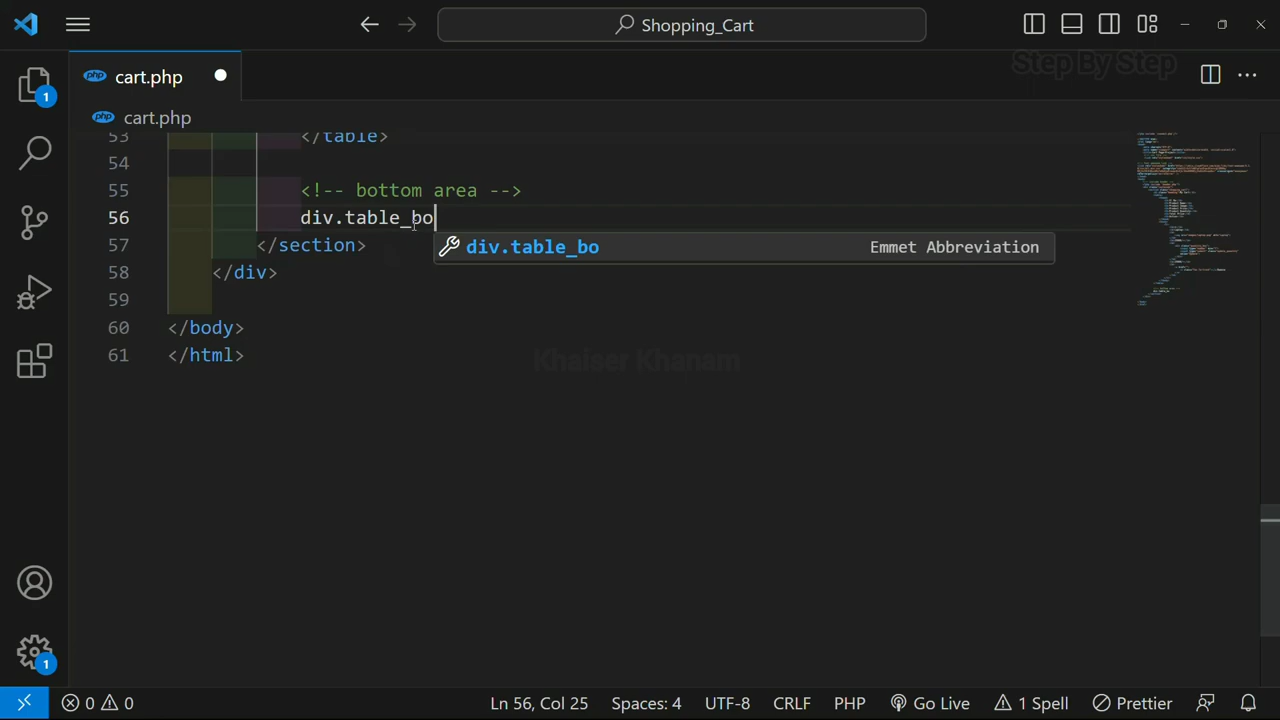 Shopping_Cart
cart.php
Step By Step
cart.php
53 </table>
54
55 <!-- bottom area -->
56 div.table_bo
div.table_bo Emmet Abbreviation
57 </section>
58 </div>
59
60 </body>
61 </html>
Khaiser Khanam
1
1
0 0 Ln 56, Col 25 Spaces: 4 UTF-8 CRLF PHP Go Live 1 Spell Prettier